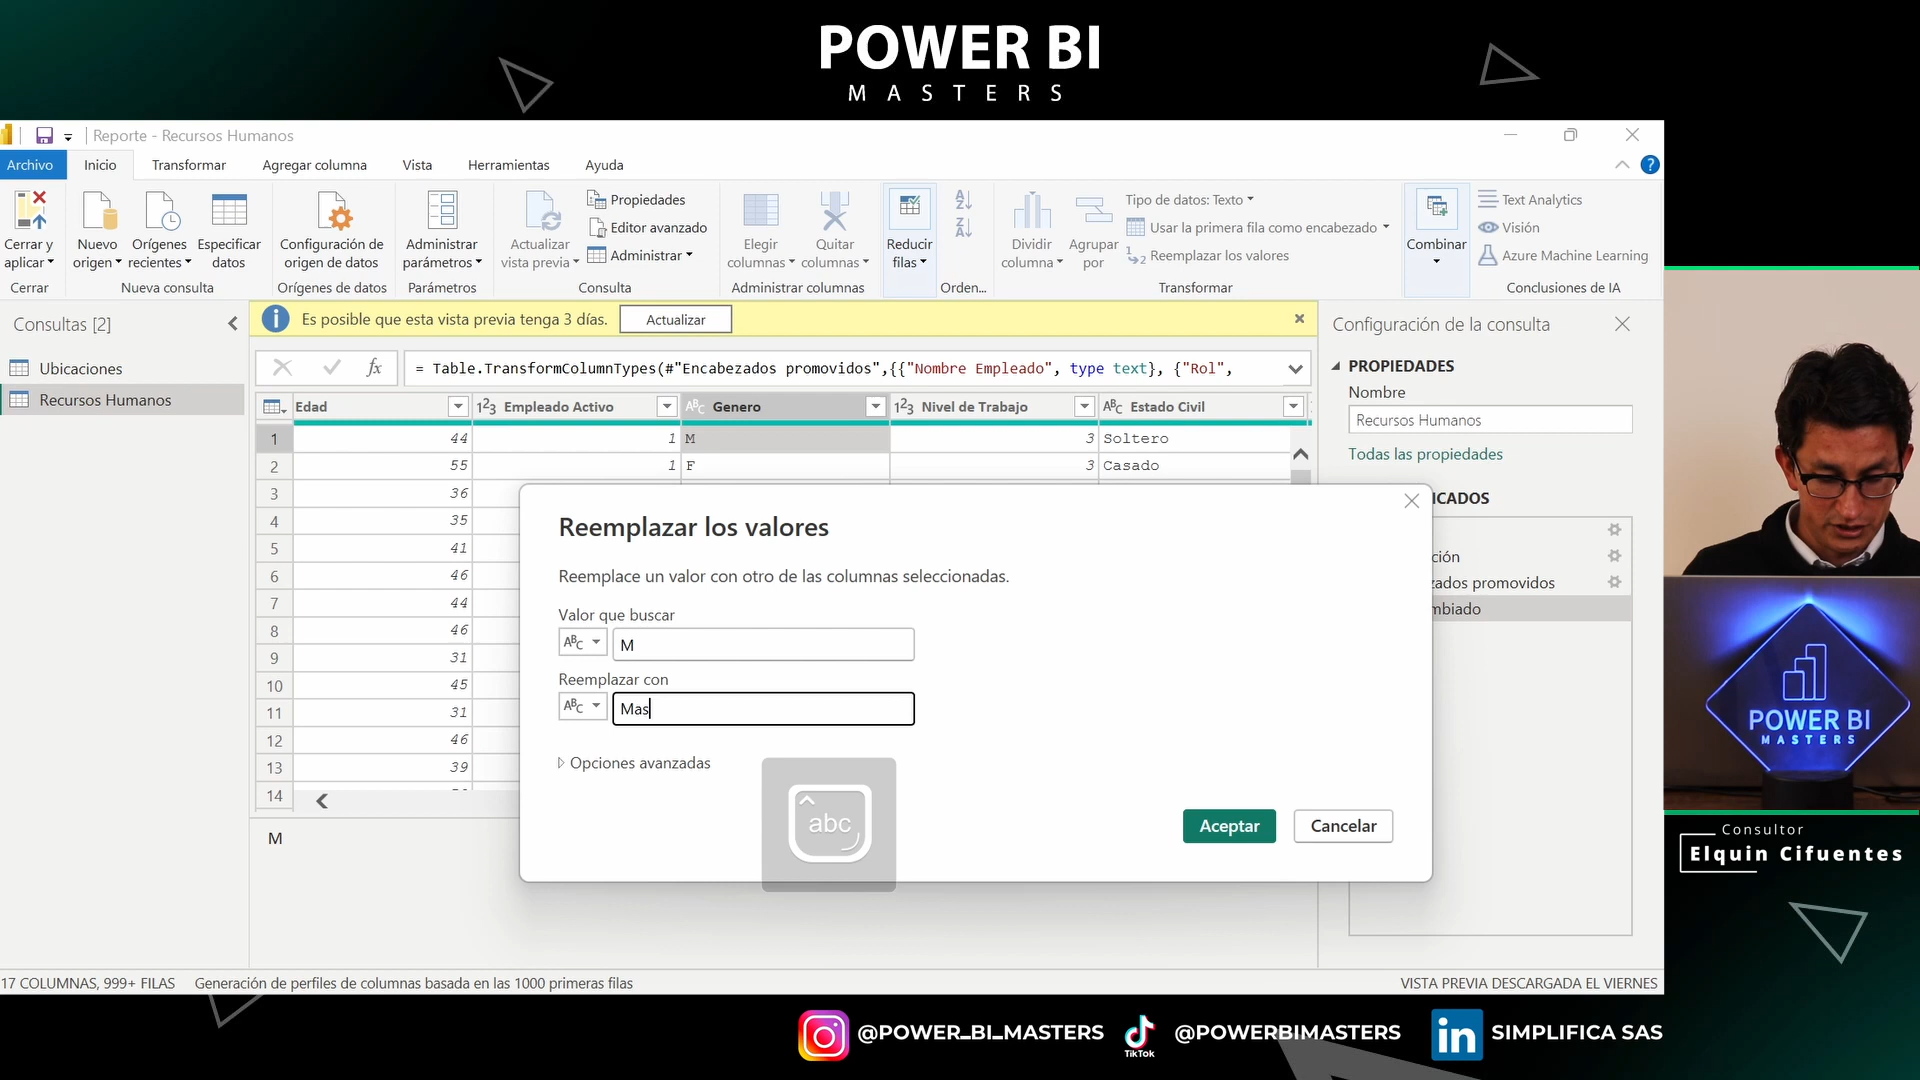 POWER BI
MASTERS
Reporte - Recursos Humanos
Archivo
Inicio
Transformar
Agregar columna
Vista
Herramientas
Ayuda
Cerrar y
aplicar
Nuevo
origen
Orígenes
recientes
Especificar
datos
Configuración de
origen de datos
Administrar
parámetros
Actualizar
vista previa
Propiedades
Editor avanzado
Administrar
Elegir
columnas
Quitar
columnas
Reducir
filas
Dividir
columna
Agrupar
por
Tipo de datos: Texto
Usar la primera fila como encabezado
Reemplazar los valores
Combinar
Text Analytics
Visión
Azure Machine Learning
Cerrar
Nueva consulta
Orígenes de datos
Parámetros
Consulta
Administrar columnas
Orden...
Transformar
Conclusiones de IA
Consultas [2]
Ubicaciones
Recursos Humanos
Es posible que esta vista previa tenga 3 días.
Actualizar
fx
= Table.TransformColumnTypes(#"Encabezados promovidos",{{"Nombre Empleado", type text}, {"Rol",
Edad
123 Empleado Activo
ABC Genero
123 Nivel de Trabajo
ABC Estado Civil
1 44 1 M 3 Soltero
2 55 1 F 3 Casado
3 36
4 35
5 41
6 46
7 44
8 46
9 31
10 45
11 31
12 46
13 39
14
M
Reemplazar los valores
Reemplace un valor con otro de las columnas seleccionadas.
Valor que buscar
ABC M
Reemplazar con
ABC Mas
Opciones avanzadas
abc
Aceptar
Cancelar
Configuración de la consulta
PROPIEDADES
Nombre
Recursos Humanos
Todas las propiedades
ICADOS
ción
zados promovidos
mbiado
17 COLUMNAS, 999+ FILAS
Generación de perfiles de columnas basada en las 1000 primeras filas
VISTA PREVIA DESCARGADA EL VIERNES
POWER BI
MASTERS
Consultor
Elquin Cifuentes
@POWER_BI_MASTERS
TikTok
@POWERBIMASTERS
in
SIMPLIFICA SAS